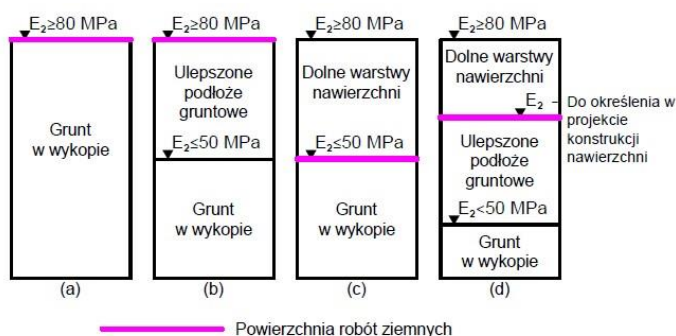 E₂≥80 MPa
Grunt
w wykopie
(a)
E₂≥80 MPa
Ulepszone
podłoże
gruntowe
E₂≤50 MPa
Grunt
w wykopie
(b)
E₂≥80 MPa
Dolne warstwy
nawierzchni
E₂≤50 MPa
Grunt
w wykopie
(c)
E₂≥80 MPa
Dolne warstwy
nawierzchni
E₂ – Do określenia w
projekcie
konstrukcji
nawierzchni
Ulepszone
podłoże
gruntowe
E₂<50 MPa
Grunt
w wykopie
(d)
Powierzchnia robót ziemnych